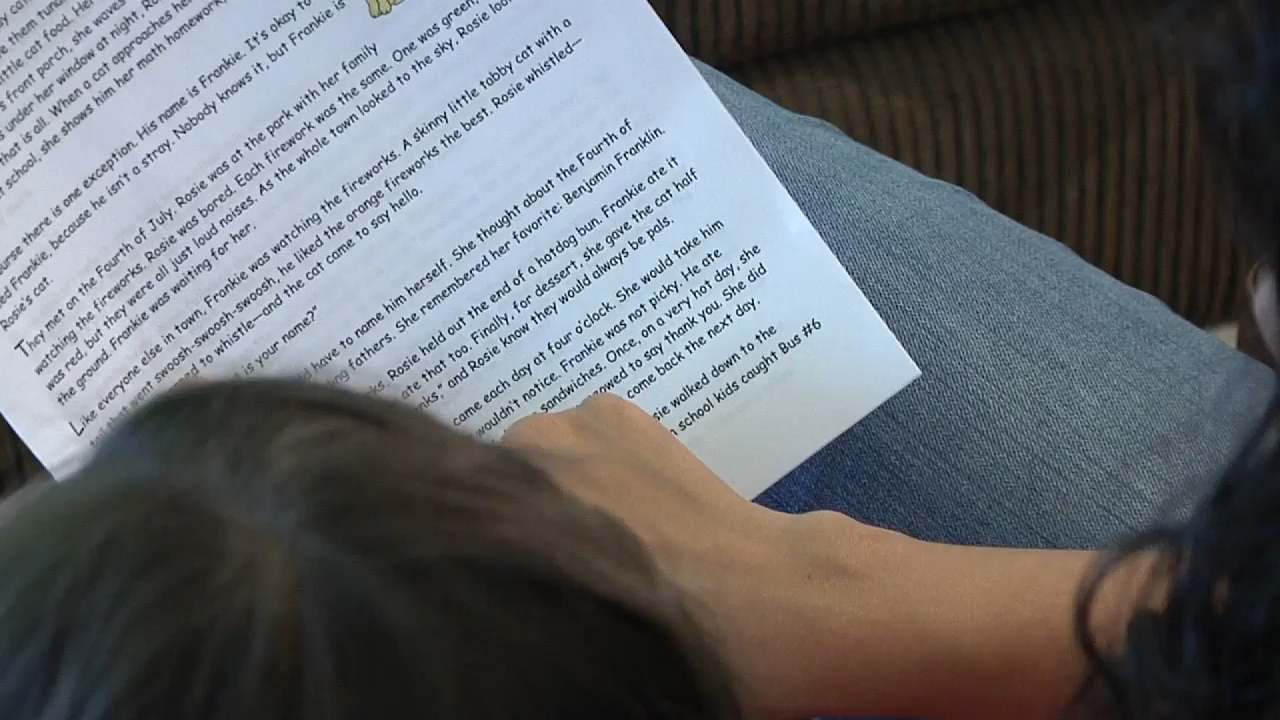 little cat food. Her
front porch, she waves
under her window at night, Ro
that is all. When a cat approaches he
school, she shows him her math homework
there is one exception. His name is Frankie. It's okay to
Frankie, because he isn't a stray. Nobody knows it, but Frankie is
Rosie's cat.
They met on the Fourth of July. Rosie was at the park with her family
watching the fireworks. Rosie was bored. Each firework was the same. One was green,
was red, but they were all just loud noises. As the whole town looked to the sky, Rosie loo
the ground. Frankie was waiting for her.
Like everyone else in town, Frankie was watching the fireworks. A skinny little tabby cat with a
went swoosh-swoosh-swoosh, he liked the orange fireworks the best. Rosie whistled—
to whistle—and the cat came to say hello.
is your name?"
have to name him herself. She thought about the Fourth of
fathers. She remembered her favorite: Benjamin Franklin.
Rosie held out the end of a hotdog bun. Frankie ate it
ate that too. Finally, for dessert, she gave the cat half
and Rosie know they would always be pals.
came each day at four o'clock. She would take him
wouldn't notice. Frankie was not picky. He ate
sandwiches. Once, on a very hot day, she
to say thank you. She did
come back the next day.
walked down to the
school kids caught Bus #6